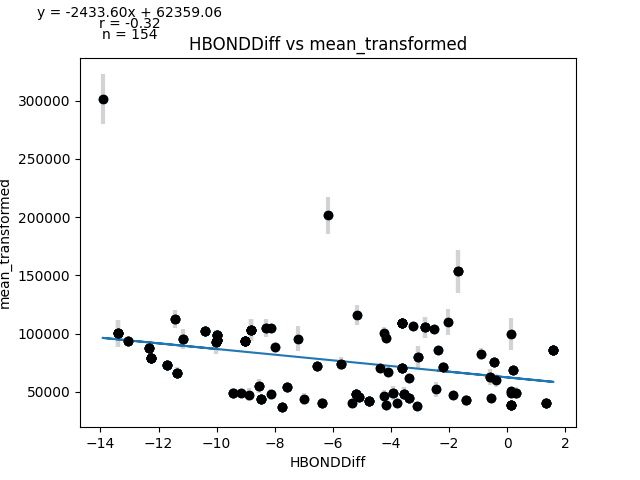 y = -2433.60x + 62359.06
r = -0.32
n = 154
HBONDDiff vs mean_transformed
mean_transformed
300000
250000
200000
150000
100000
50000
−14
−12
−10
−8
−6
−4
−2
0
2
HBONDDiff